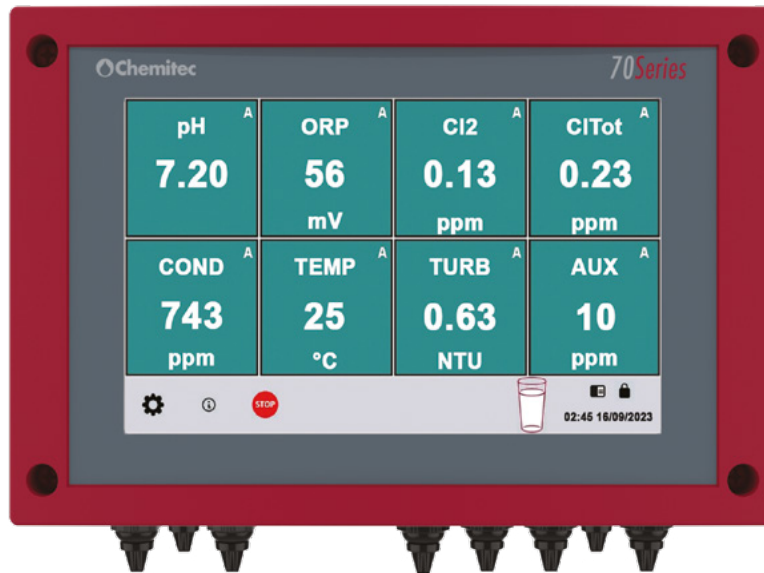 Chemitec
70Series
pH A
7.20
ORP A
56
mV
Cl2 A
0.13
ppm
ClTot A
0.23
ppm
COND A
743
ppm
TEMP A
25
°C
TURB A
0.63
NTU
AUX A
10
ppm
i
STOP
02:45 16/09/2023